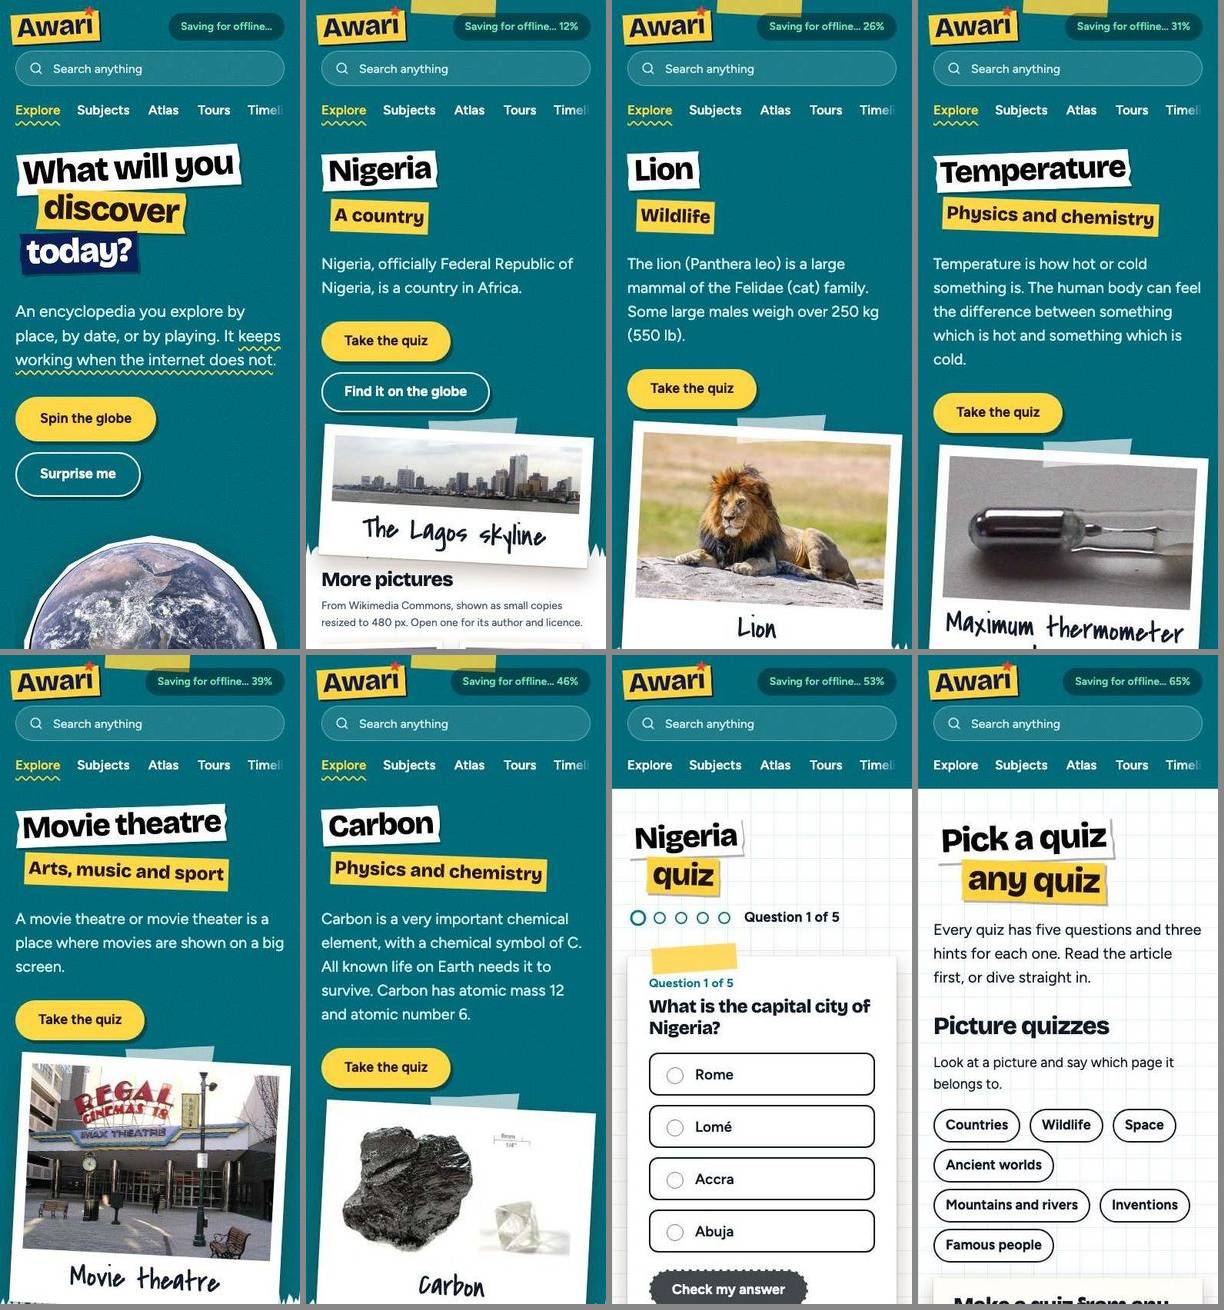 Awari
Saving for offline...
Search anything
Explore Subjects Atlas Tours Timeli
What will you
discover
today?
An encyclopedia you explore by
place, by date, or by playing. It keeps
working when the internet does not.
Spin the globe
Surprise me
Awari
Saving for offline... 12%
Search anything
Explore Subjects Atlas Tours Timeli
Nigeria
A country
Nigeria, officially Federal Republic of
Nigeria, is a country in Africa.
Take the quiz
Find it on the globe
The Lagos skyline
More pictures
From Wikimedia Commons, shown as small copies
resized to 480 px. Open one for its author and licence.
Awari
Saving for offline... 26%
Search anything
Explore Subjects Atlas Tours Timeli
Lion
Wildlife
The lion (Panthera leo) is a large
mammal of the Felidae (cat) family.
Some large males weigh over 250 kg
(550 lb).
Take the quiz
Lion
Awari
Saving for offline... 31%
Search anything
Explore Subjects Atlas Tours Timeli
Temperature
Physics and chemistry
Temperature is how hot or cold
something is. The human body can feel
the difference between something
which is hot and something which is
cold.
Take the quiz
Maximum thermometer
Awari
Saving for offline... 39%
Search anything
Explore Subjects Atlas Tours Timeli
Movie theatre
Arts, music and sport
A movie theatre or movie theater is a
place where movies are shown on a big
screen.
Take the quiz
REGAL
CINEMAS 18
IMAX THEATRE
Movie theatre
Awari
Saving for offline... 46%
Search anything
Explore Subjects Atlas Tours Timeli
Carbon
Physics and chemistry
Carbon is a very important chemical
element, with a chemical symbol of C.
All known life on Earth needs it to
survive. Carbon has atomic mass 12
and atomic number 6.
Take the quiz
1/4"
Carbon
Awari
Saving for offline... 53%
Search anything
Explore Subjects Atlas Tours Timeli
Nigeria
quiz
Question 1 of 5
Question 1 of 5
What is the capital city of
Nigeria?
Rome
Lomé
Accra
Abuja
Check my answer
Awari
Saving for offline... 65%
Search anything
Explore Subjects Atlas Tours Timeli
Pick a quiz
any quiz
Every quiz has five questions and three
hints for each one. Read the article
first, or dive straight in.
Picture quizzes
Look at a picture and say which page it
belongs to.
Countries Wildlife Space
Ancient worlds
Mountains and rivers Inventions
Famous people
Make a quiz from any